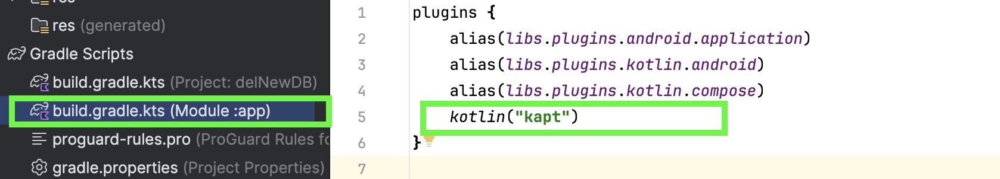 res
res (generated)
Gradle Scripts
build.gradle.kts (Project: delNewDB)
build.gradle.kts (Module :app)
proguard-rules.pro (ProGuard Rules fo
gradle.properties (Project Properties)
1 plugins {
2 alias(libs.plugins.android.application)
3 alias(libs.plugins.kotlin.android)
4 alias(libs.plugins.kotlin.compose)
5 kotlin("kapt")
6 }
7